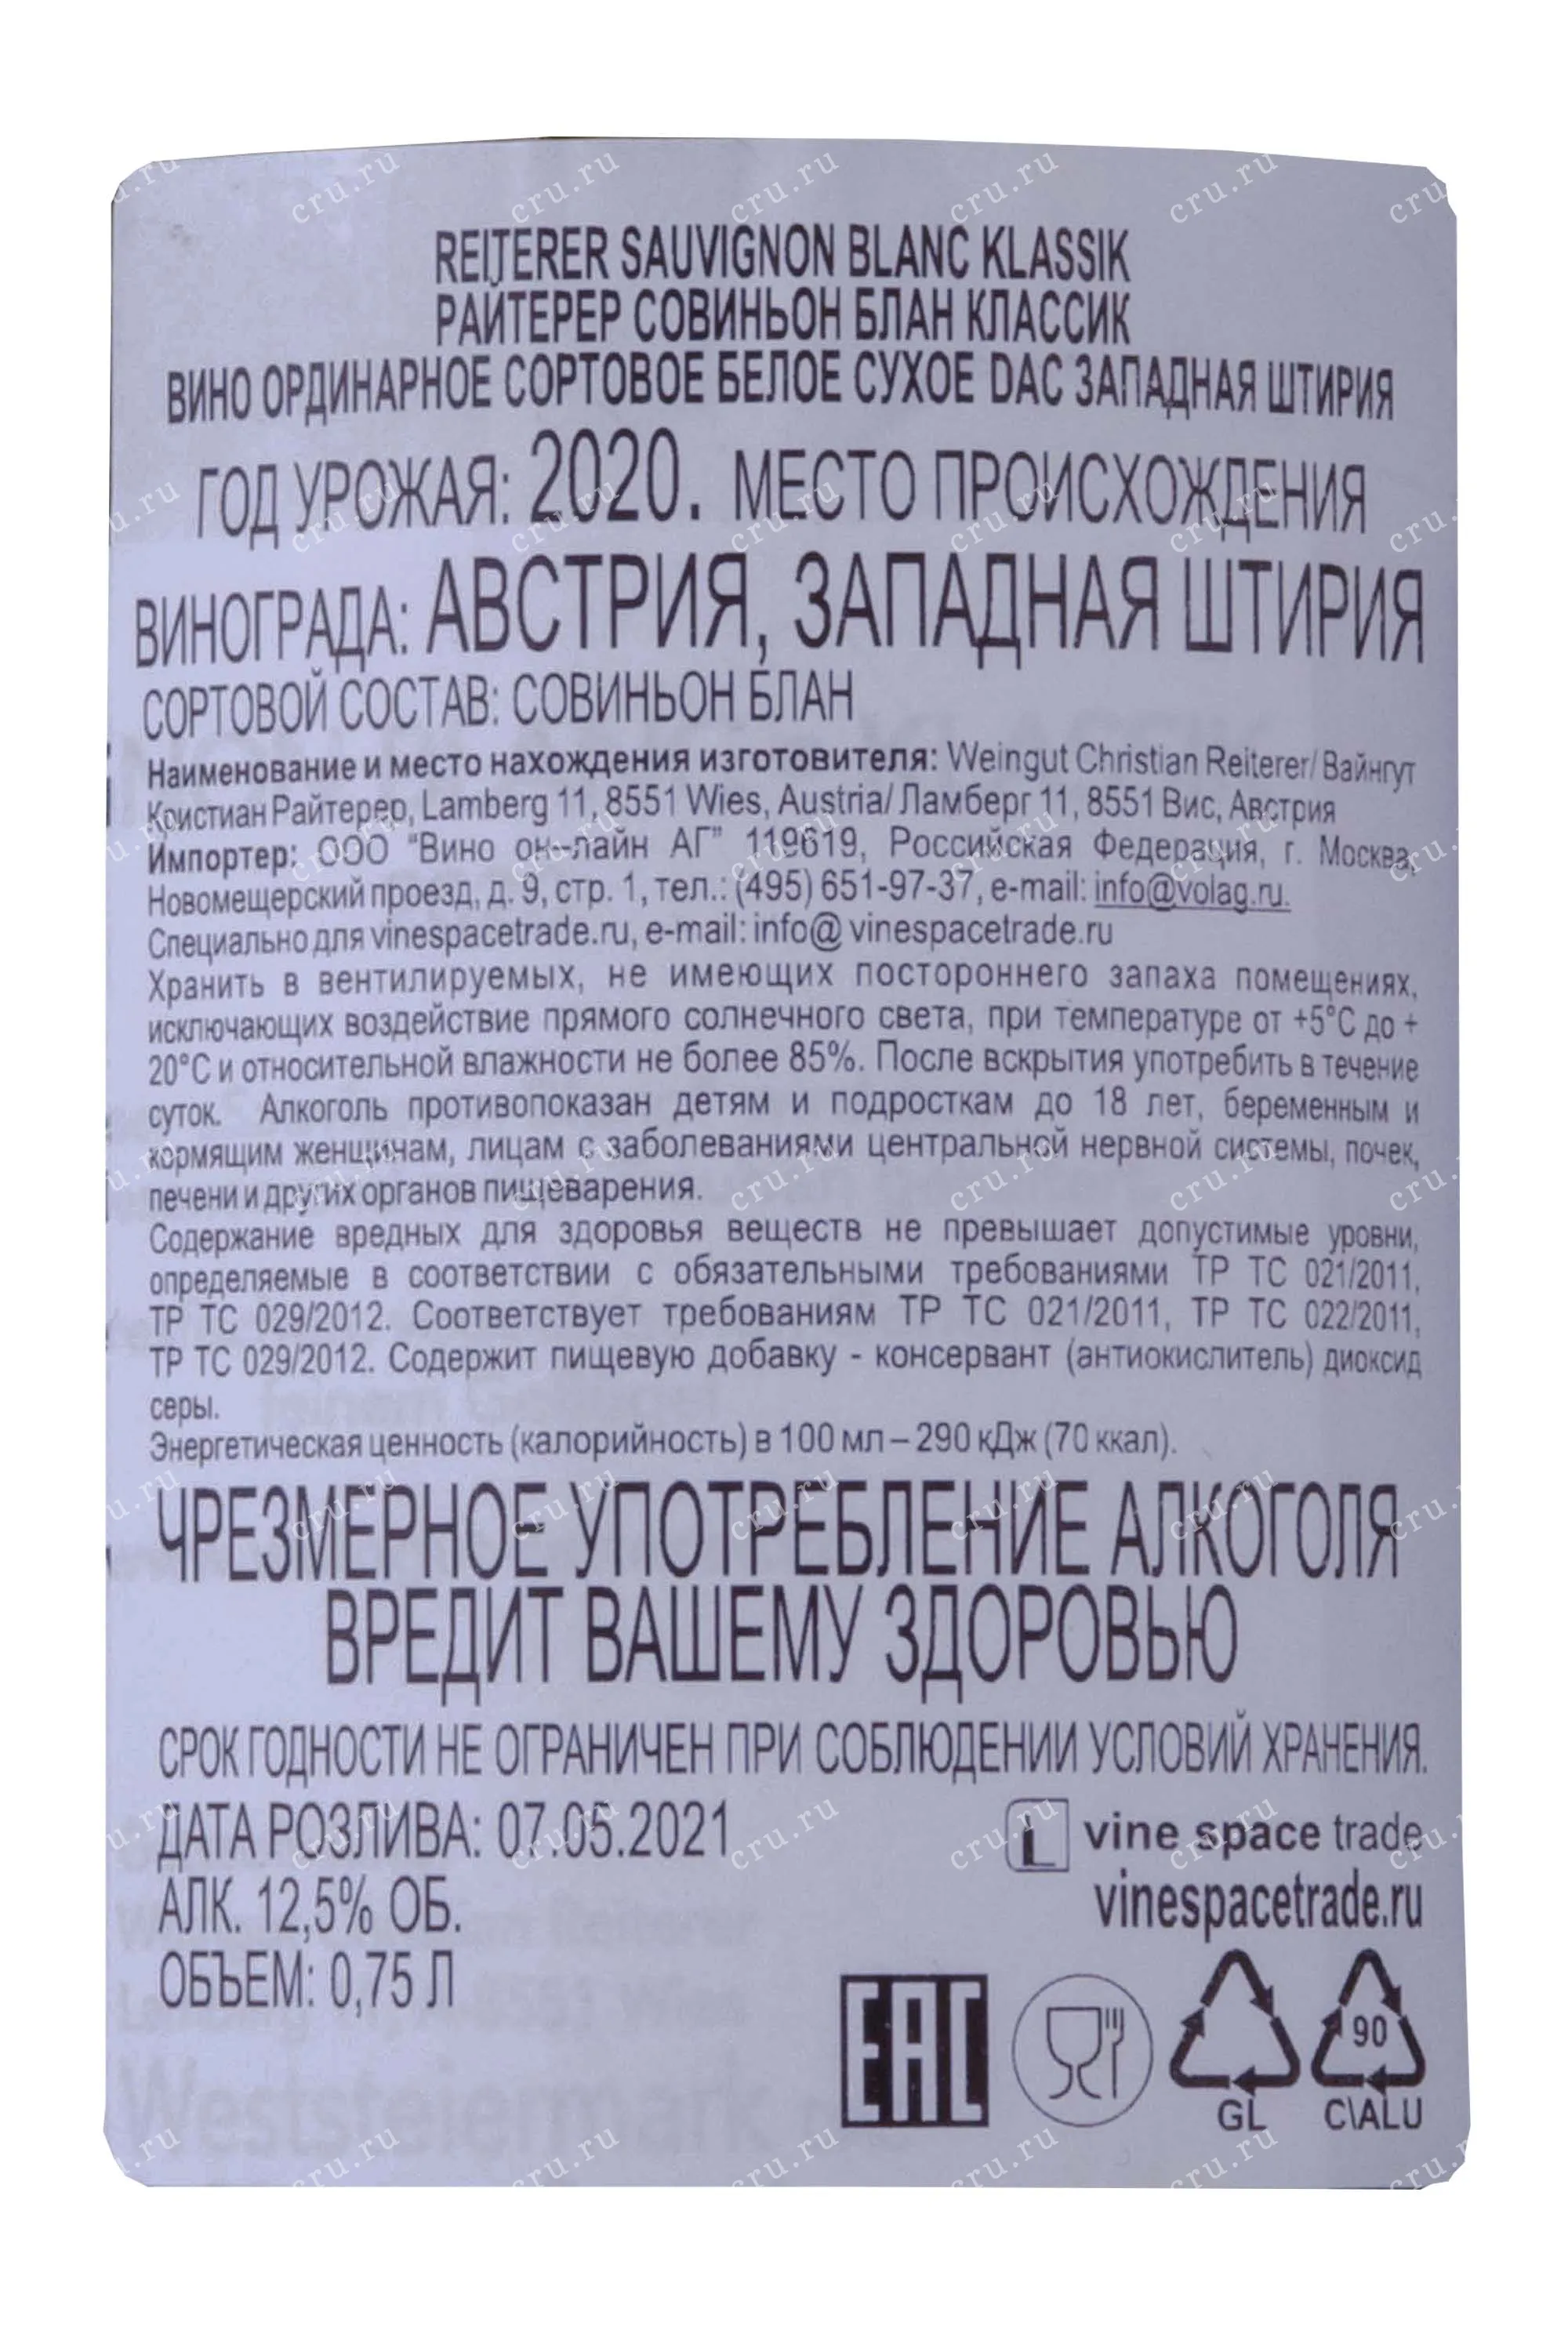 REITERER SAUVIGNON BLANC KLASSIK
РАЙТЕРЕР СОВИНЬОН БЛАН КЛАССИК
ВИНО ОРДИНАРНОЕ СОРТОВОЕ БЕЛОЕ СУХОЕ DAC ЗАПАДНАЯ ШТИРИЯ
ГОД УРОЖАЯ: 2020. МЕСТО ПРОИСХОЖДЕНИЯ
ВИНОГРАДА: АВСТРИЯ, ЗАПАДНАЯ ШТИРИЯ
СОРТОВОЙ СОСТАВ: СОВИНЬОН БЛАН
Наименование и место нахождения изготовителя: Weingut Christian Reiterer/ Вайнгут
Кристиан Райтерер, Lamberg 11, 8551 Wies, Austria/ Ламберг 11, 8551 Вис, Австрия
Импортер: ООО "Вино он-лайн АГ" 119619, Российская Федерация, г. Москва,
Новомещерский проезд, д. 9, стр. 1, тел.: (495) 651-97-37, e-mail: info@volag.ru.
Специально для vinespacetrade.ru, e-mail: info@ vinespacetrade.ru
Хранить в вентилируемых, не имеющих постороннего запаха помещениях,
исключающих воздействие прямого солнечного света, при температуре от +5°С до +
20°С и относительной влажности не более 85%. После вскрытия употребить в течение
суток. Алкоголь противопоказан детям и подросткам до 18 лет, беременным и
кормящим женщинам, лицам с заболеваниями центральной нервной системы, почек,
печени и других органов пищеварения.
Содержание вредных для здоровья веществ не превышает допустимые уровни,
определяемые в соответствии с обязательными требованиями ТР ТС 021/2011,
ТР ТС 029/2012. Соответствует требованиям ТР ТС 021/2011, ТР ТС 022/2011,
ТР ТС 029/2012. Содержит пищевую добавку - консервант (антиокислитель) диоксид
серы.
Энергетическая ценность (калорийность) в 100 мл – 290 кДж (70 ккал).
ЧРЕЗМЕРНОЕ УПОТРЕБЛЕНИЕ АЛКОГОЛЯ
ВРЕДИТ ВАШЕМУ ЗДОРОВЬЮ
СРОК ГОДНОСТИ НЕ ОГРАНИЧЕН ПРИ СОБЛЮДЕНИИ УСЛОВИЙ ХРАНЕНИЯ.
ДАТА РОЗЛИВА: 07.05.2021
АЛК. 12,5% ОБ.
ОБЪЕМ: 0,75 Л
vine space trade
vinespacetrade.ru
EAC
90
GL C\ALU
Weststeiermark
cru.ru